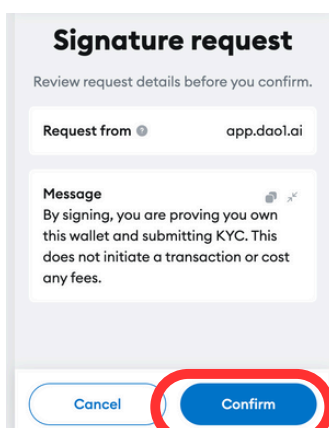 Signature request
Review request details before you confirm.
Request from
app.dao1.ai
Message
By signing, you are proving you own
this wallet and submitting KYC. This
does not initiate a transaction or cost
any fees.
Cancel
Confirm